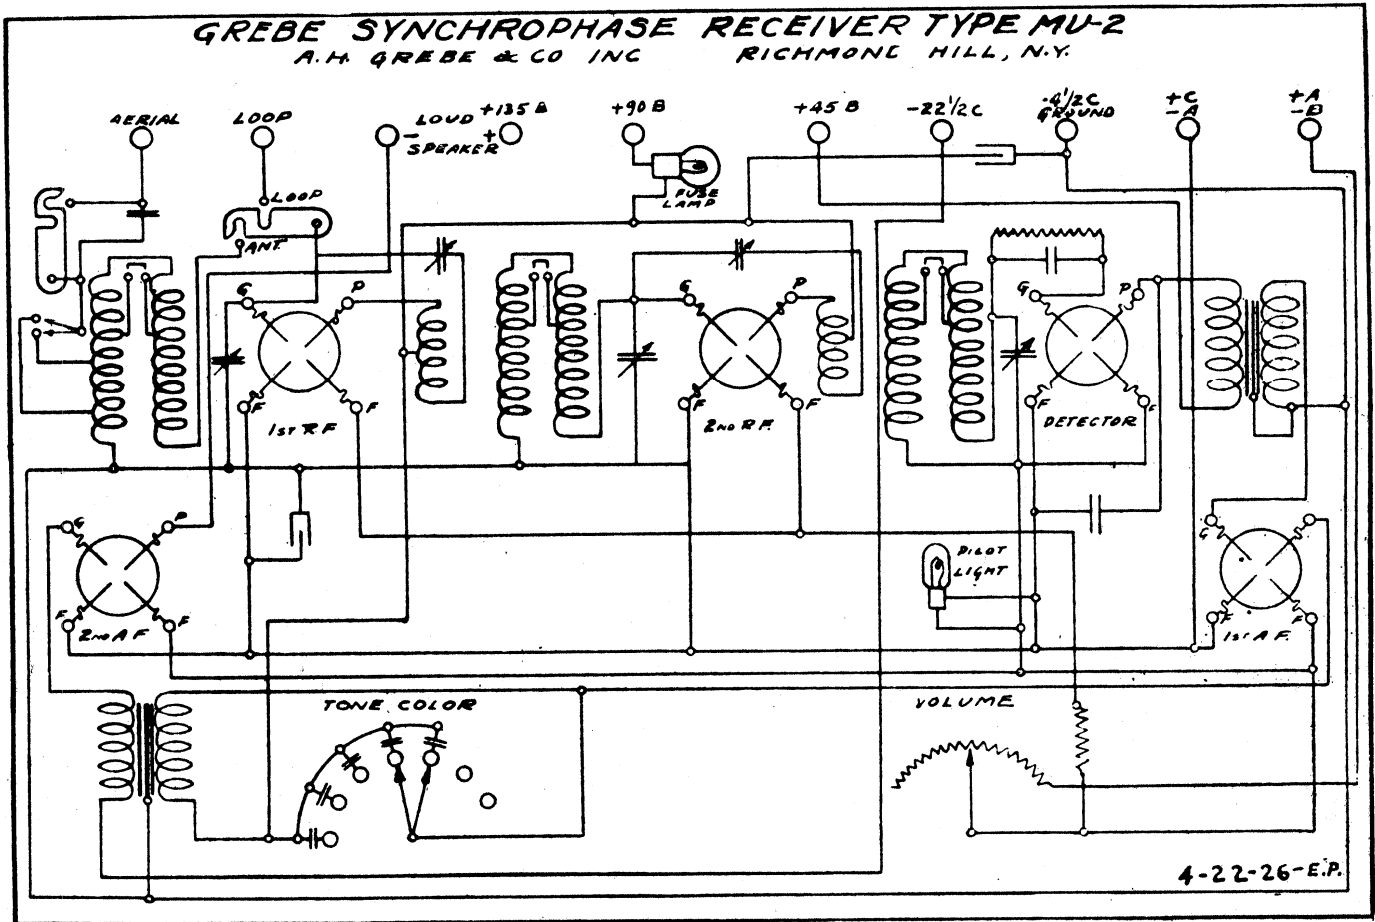 GREBE SYNCHROPHASE RECEIVER TYPE MU-2
A.H. GREBE & CO INC RICHMOND HILL, N.Y.
AERIAL
LOOP
- LOUD SPEAKER +
+135 B
+90 B
+45 B
-22½C
-4½C
GROUND
+C
-A
+A
-B
LOOP
ANT.
FUSE
LAMP
G P
F F
1ST R F
G P
F F
2ND R F.
G P
F F
DETECTOR
G P
F F
2ND A F
PILOT
LIGHT
G
F F
1ST A F.
TONE COLOR
VOLUME
4-22-26-E.P.